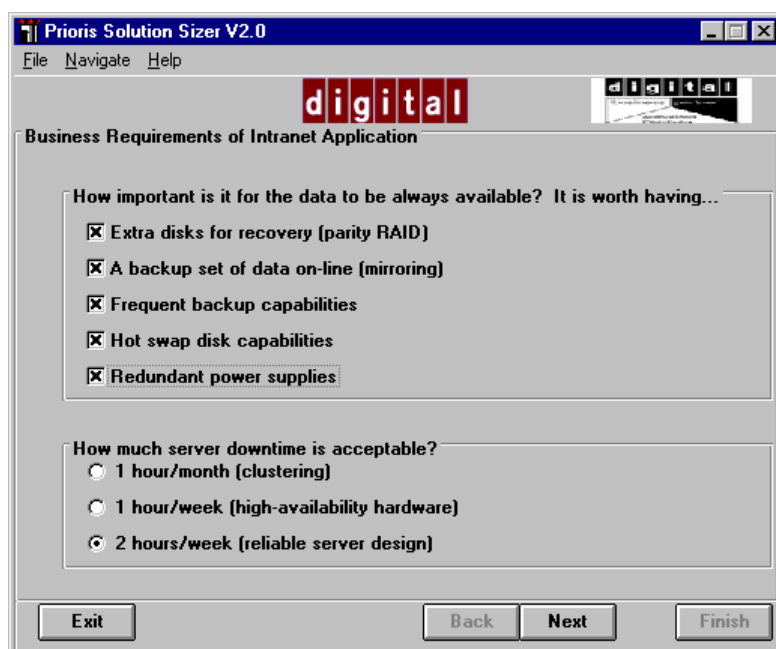 Prioris Solution Sizer V2.0
File Navigate Help
digital
digital
Business Requirements of Intranet Application
How important is it for the data to be always available? It is worth having...
Extra disks for recovery (parity RAID)
A backup set of data on-line (mirroring)
Frequent backup capabilities
Hot swap disk capabilities
Redundant power supplies
How much server downtime is acceptable?
1 hour/month (clustering)
1 hour/week (high-availability hardware)
2 hours/week (reliable server design)
Exit Back Next Finish